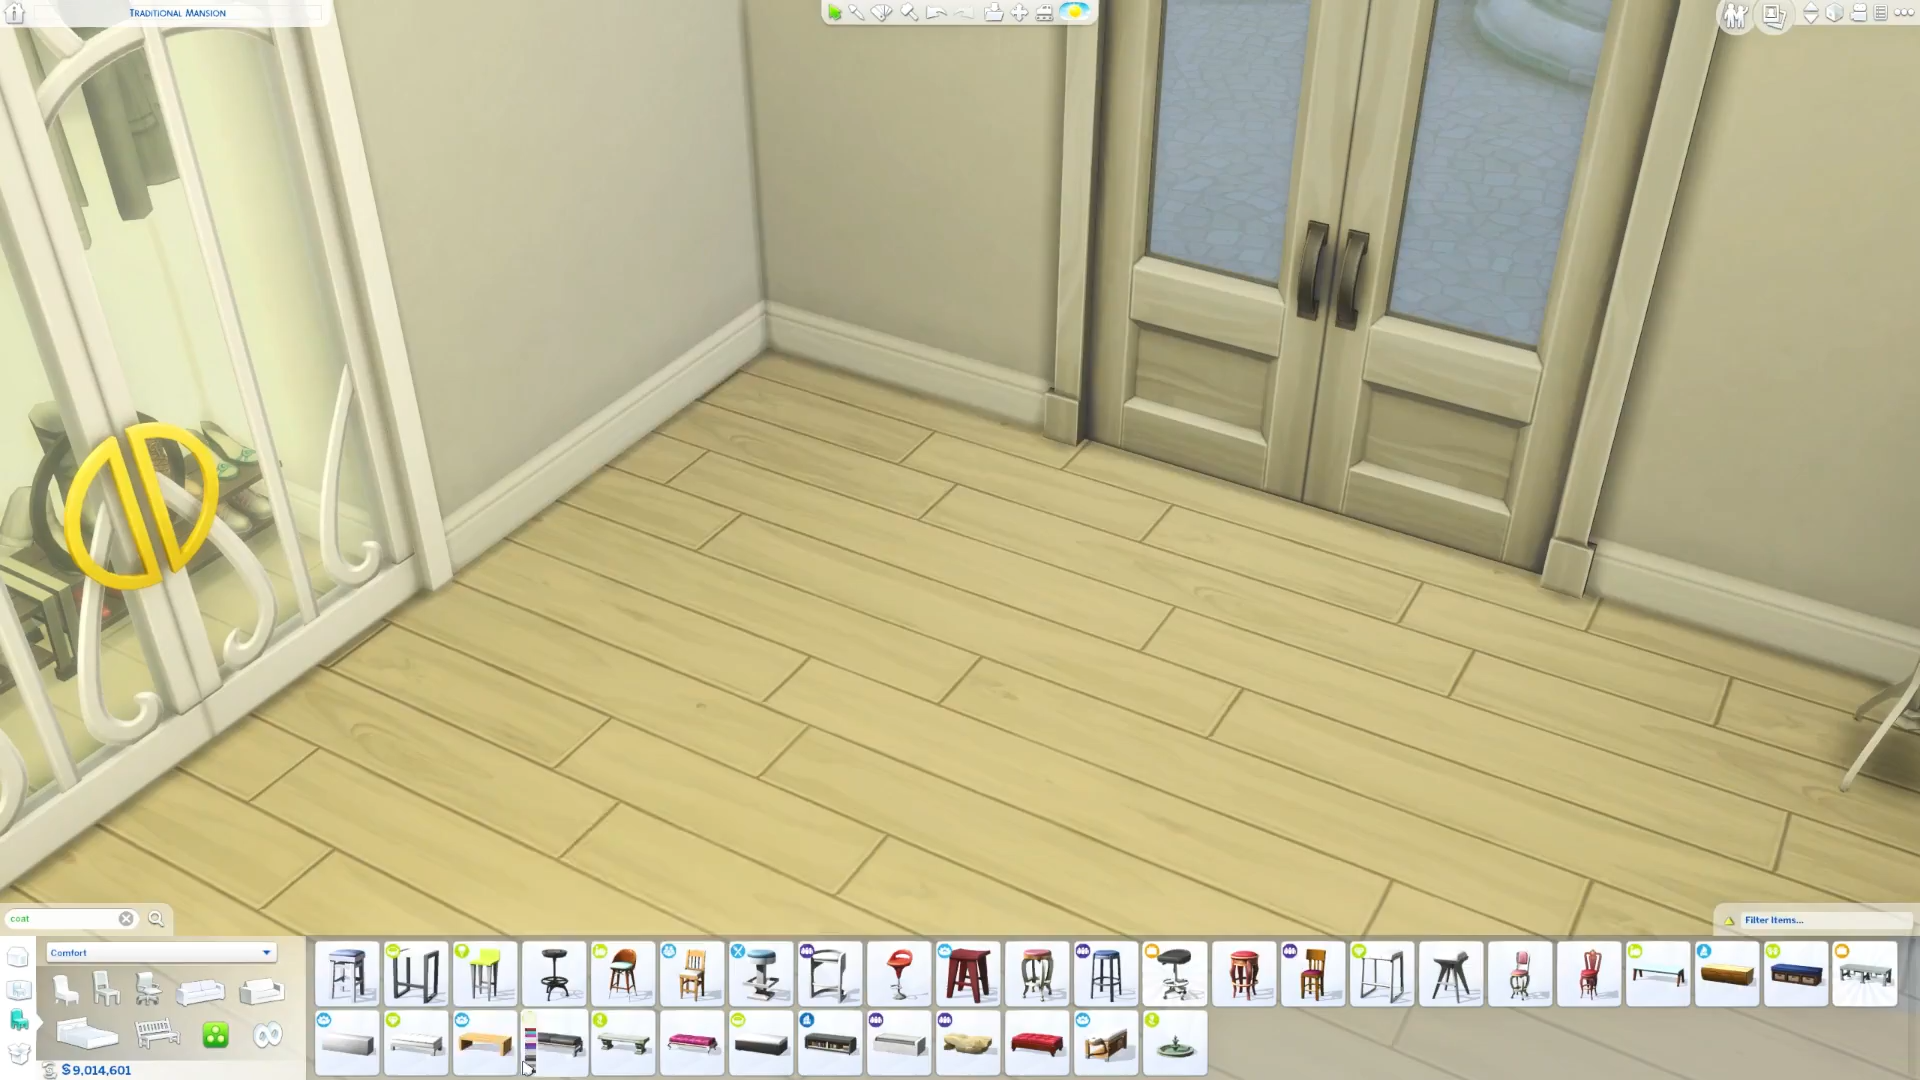 TRADITIONAL MANSION
coat
Filter Items...
Comfort
§9,014,601